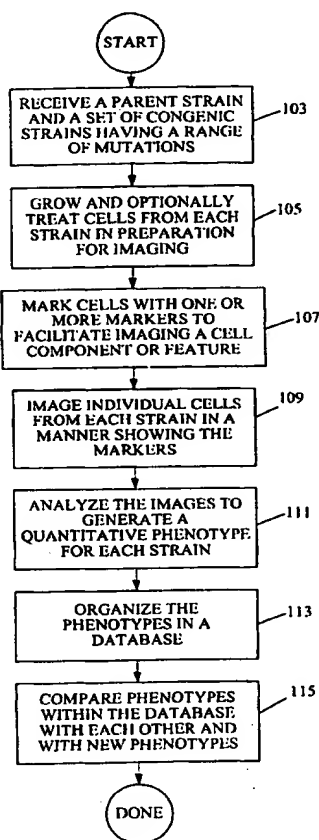 START
RECEIVE A PARENT STRAIN
AND A SET OF CONGENIC
STRAINS HAVING A RANGE
OF MUTATIONS
103
GROW AND OPTIONALLY
TREAT CELLS FROM EACH
STRAIN IN PREPARATION
FOR IMAGING
105
MARK CELLS WITH ONE OR
MORE MARKERS TO
FACILITATE IMAGING A CELL
COMPONENT OR FEATURE
107
IMAGE INDIVIDUAL CELLS
FROM EACH STRAIN IN A
MANNER SHOWING THE
MARKERS
109
ANALYZE THE IMAGES TO
GENERATE A
QUANTITATIVE PHENOTYPE
FOR EACH STRAIN
111
ORGANIZE THE
PHENOTYPES IN A
DATABASE
113
COMPARE PHENOTYPES
WITHIN THE DATABASE
WITH EACH OTHER AND
WITH NEW PHENOTYPES
115
DONE